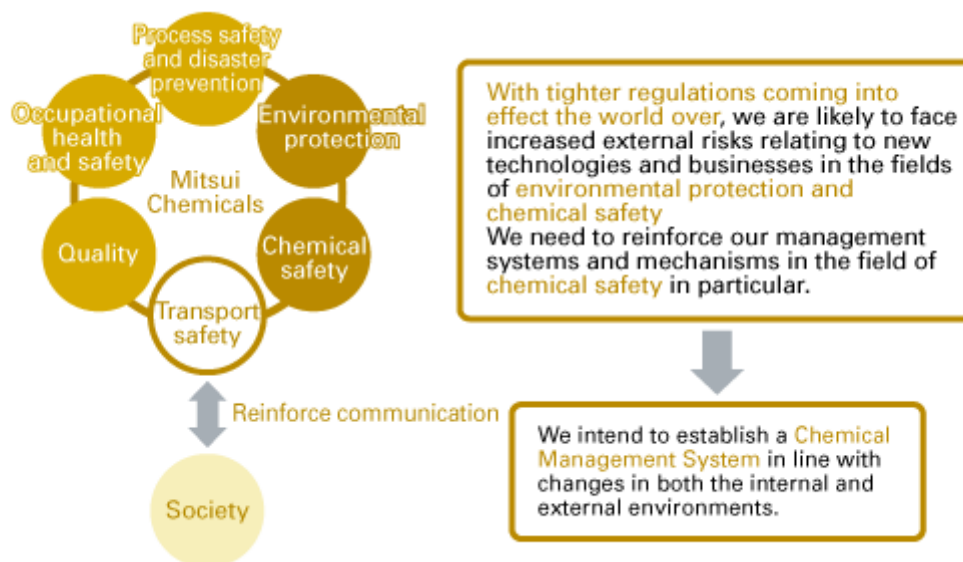 Process safety
and disaster
prevention
Occupational
health
and safety
Environmental
protection
Mitsui
Chemicals
Quality
Chemical
safety
Transport
safety
Reinforce communication
Society
With tighter regulations coming into
effect the world over, we are likely to face
increased external risks relating to new
technologies and businesses in the fields
of environmental protection and
chemical safety
We need to reinforce our management
systems and mechanisms in the field of
chemical safety in particular.
We intend to establish a Chemical
Management System in line with
changes in both the internal and
external environments.